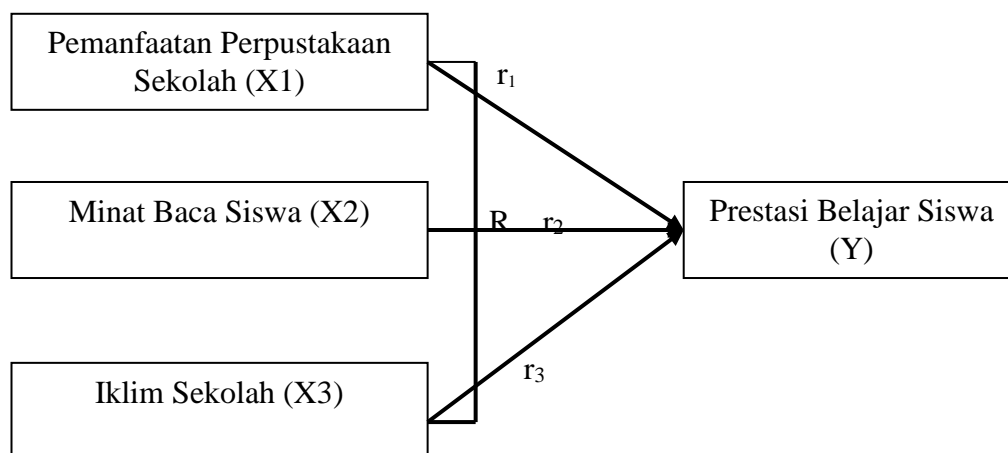 Pemanfaatan Perpustakaan
Sekolah (X1)
r₁
Minat Baca Siswa (X2)
R
r₂
Prestasi Belajar Siswa
(Y)
r₃
Iklim Sekolah (X3)